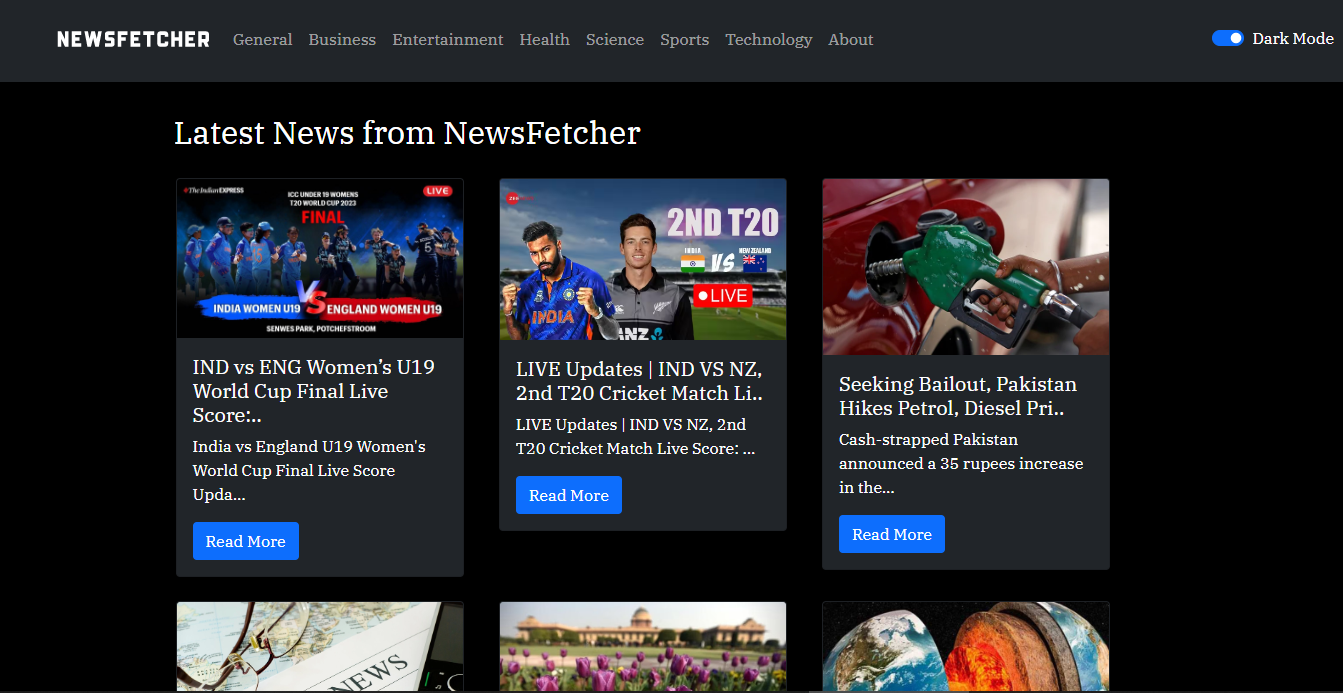 NEWSFETCHER General Business Entertainment Health Science Sports Technology About Dark Mode
Latest News from NewsFetcher
The Indian EXPRESS
LIVE
ICC UNDER 19 WOMENS
T20 WORLD CUP 2023
FINAL
VS
INDIA WOMEN U19 ENGLAND WOMEN U19
SENWES PARK, POTCHEFSTROOM
IND vs ENG Women’s U19
World Cup Final Live
Score:..
India vs England U19 Women's
World Cup Final Live Score
Upda...
Read More
ZEE
2ND T20
INDIA VS NEW ZEALAND
LIVE
INDIA
ANZ
LIVE Updates | IND VS NZ,
2nd T20 Cricket Match Li..
LIVE Updates | IND VS NZ, 2nd
T20 Cricket Match Live Score: ...
Read More
Seeking Bailout, Pakistan
Hikes Petrol, Diesel Pri..
Cash-strapped Pakistan
announced a 35 rupees increase
in the...
Read More
NEWS